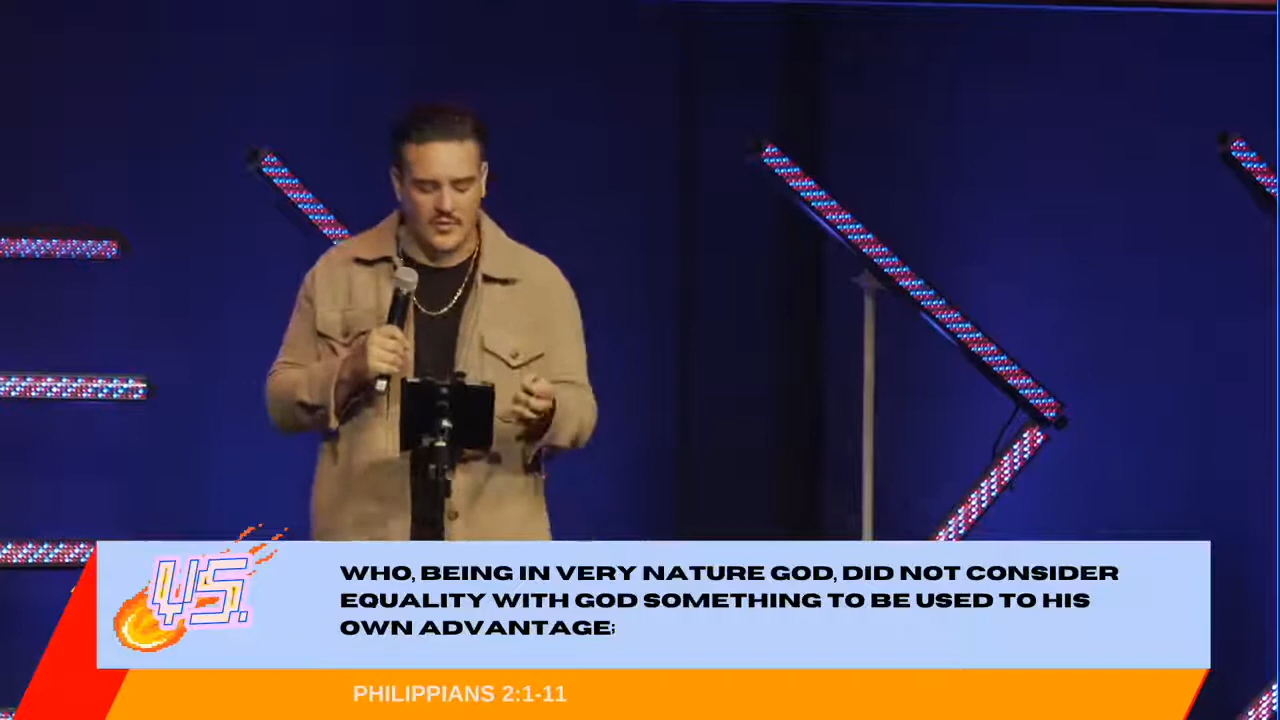 VS.
WHO, BEING IN VERY NATURE GOD, DID NOT CONSIDER
EQUALITY WITH GOD SOMETHING TO BE USED TO HIS
OWN ADVANTAGE;
PHILIPPIANS 2:1-11